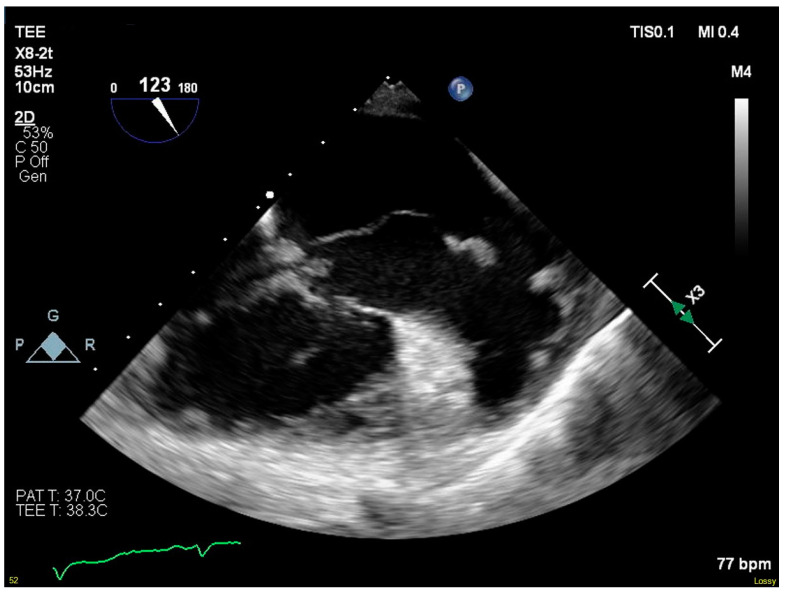 TEE
X8-2t
53Hz
10cm
2D
53%
C 50
P Off
Gen
0 123 180
P
TIS0.1 MI 0.4
M4
X3
G
P R
PAT T: 37.0C
TEE T: 38.3C
52
77 bpm
Lossy